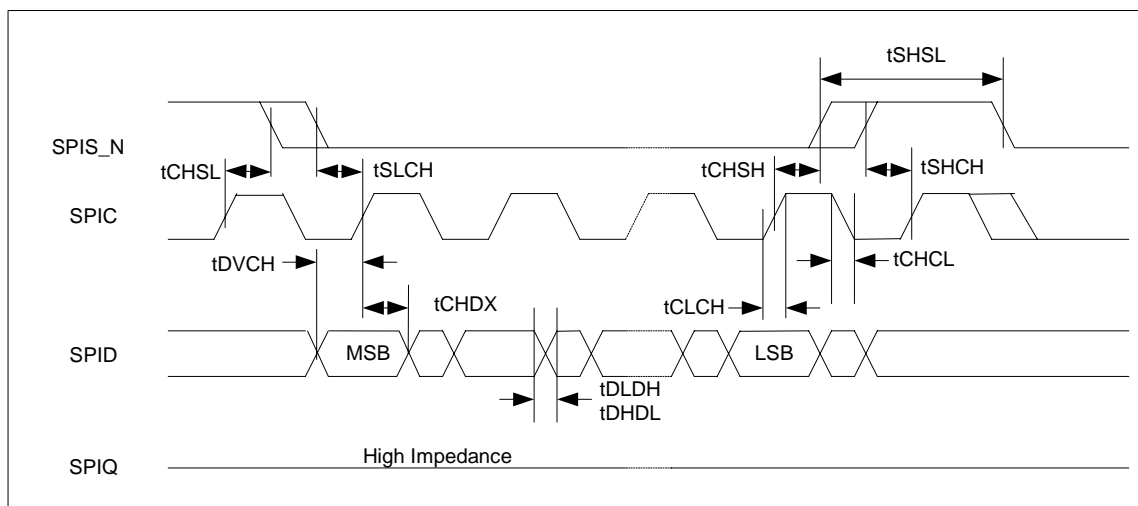 tSHSL
SPIS_N
tCHSL
tSLCH
tCHSH
tSHCH
SPIC
tDVCH
tCHCL
tCHDX
tCLCH
SPID
MSB
LSB
tDLDH
tDHDL
High Impedance
SPIQ